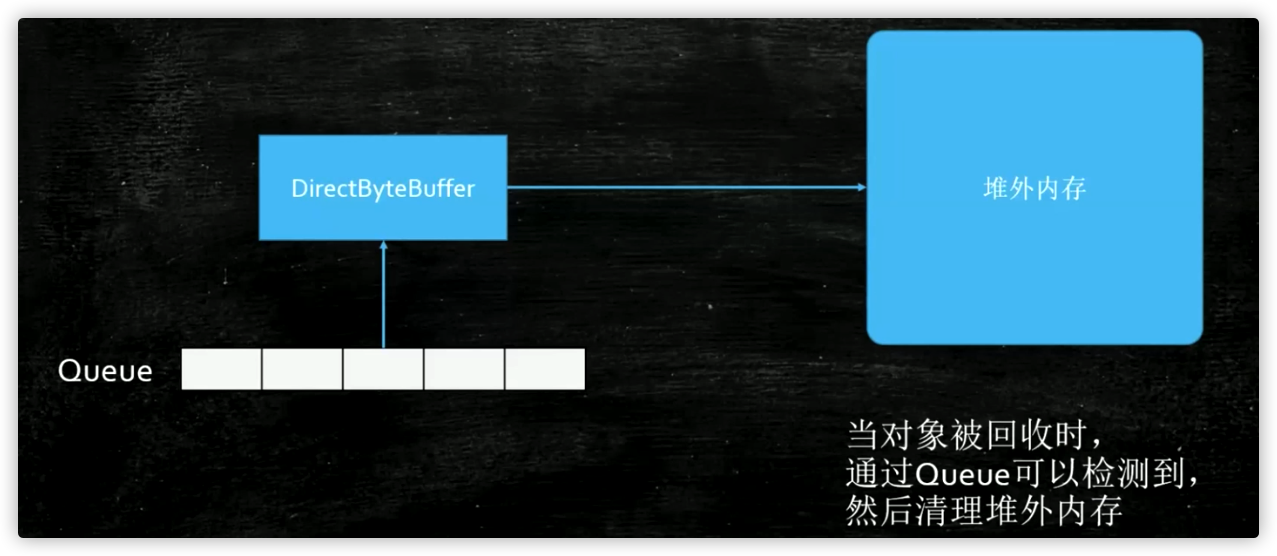 DirectByteBuffer
堆外内存
Queue
当对象被回收时，
通过Queue可以检测到，
然后清理堆外内存